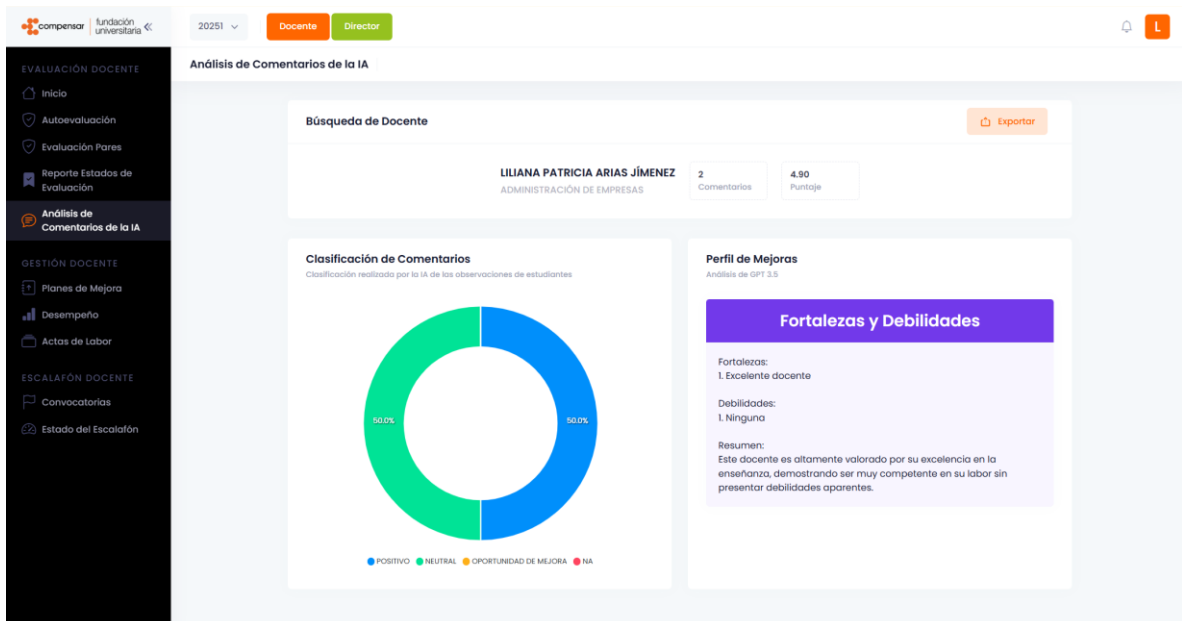 compensar fundación
universitaria
20251
Docente
Director
L
EVALUACIÓN DOCENTE
Inicio
Autoevaluación
Evaluación Pares
Reporte Estados de
Evaluación
Análisis de
Comentarios de la IA
GESTIÓN DOCENTE
Planes de Mejora
Desempeño
Actas de Labor
ESCALAFÓN DOCENTE
Convocatorias
Estado del Escalafón
Análisis de Comentarios de la IA
Búsqueda de Docente
Exportar
LILIANA PATRICIA ARIAS JÍMENEZ
ADMINISTRACIÓN DE EMPRESAS
2
Comentarios
4.90
Puntaje
Clasificación de Comentarios
Clasificación realizada por la IA de las observaciones de estudiantes
50.0%
50.0%
POSITIVO
NEUTRAL
OPORTUNIDAD DE MEJORA
NA
Perfil de Mejoras
Análisis de GPT 3.5
Fortalezas y Debilidades
Fortalezas:
1. Excelente docente
Debilidades:
1. Ninguna
Resumen:
Este docente es altamente valorado por su excelencia en la
enseñanza, demostrando ser muy competente en su labor sin
presentar debilidades aparentes.